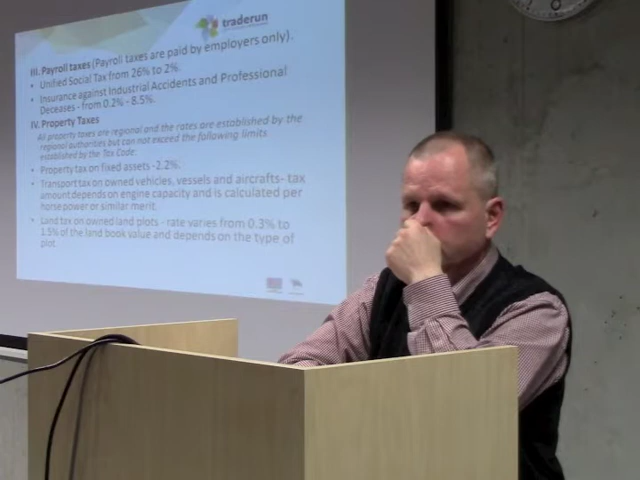 traderun
III. Payroll taxes (Payroll taxes are paid by employers only).
• Unified Social Tax from 26% to 2%.
• Insurance against Industrial Accidents and Professional
Deceases - from 0.2% - 8.5%.
IV. Property Taxes
All property taxes are regional and the rates are established by the
regional authorities but can not exceed the following limits
established by the Tax Code:
• Property tax on fixed assets -2.2%.
• Transport tax on owned vehicles, vessels and aircrafts- tax
amount depends on engine capacity and is calculated per
horse power or similar merit.
• Land tax on owned land plots - rate varies from 0.3% to
1.5% of the land book value and depends on the type of
plot.